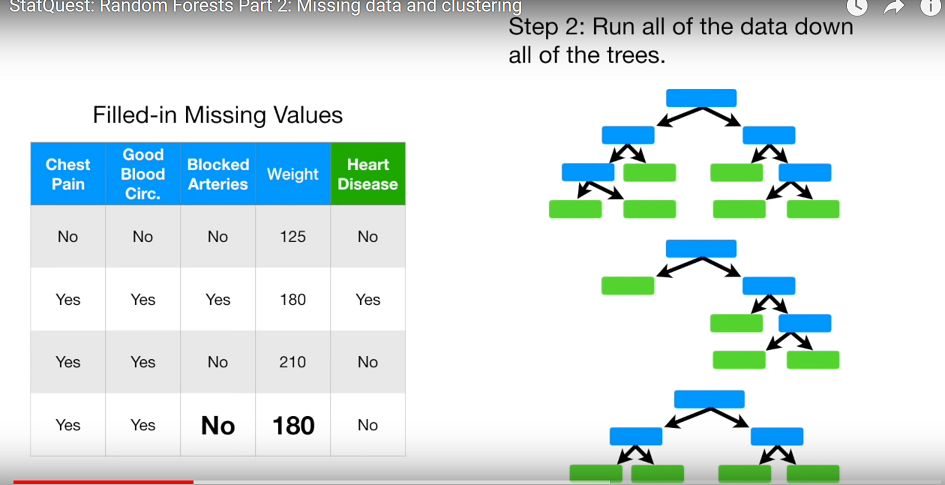 StatQuest: Random Forests Part 2: Missing data and clustering
Step 2: Run all of the data down
all of the trees.
Filled-in Missing Values
Chest Pain Good Blood Circ. Blocked Arteries Weight Heart Disease
No No No 125 No
Yes Yes Yes 180 Yes
Yes Yes No 210 No
Yes Yes No 180 No